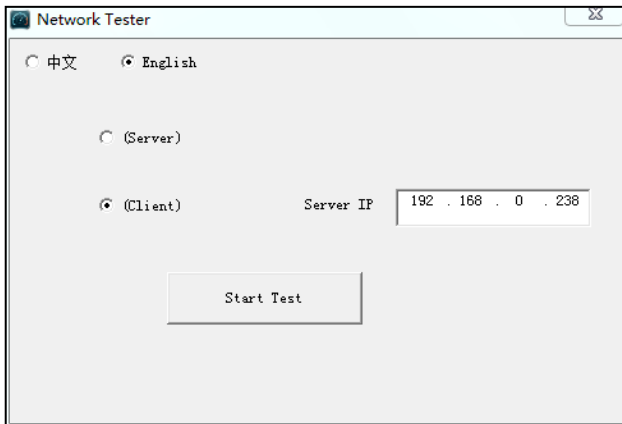 Network Tester
中文 English
(Server)
(Client) Server IP 192 . 168 . 0 . 238
Start Test